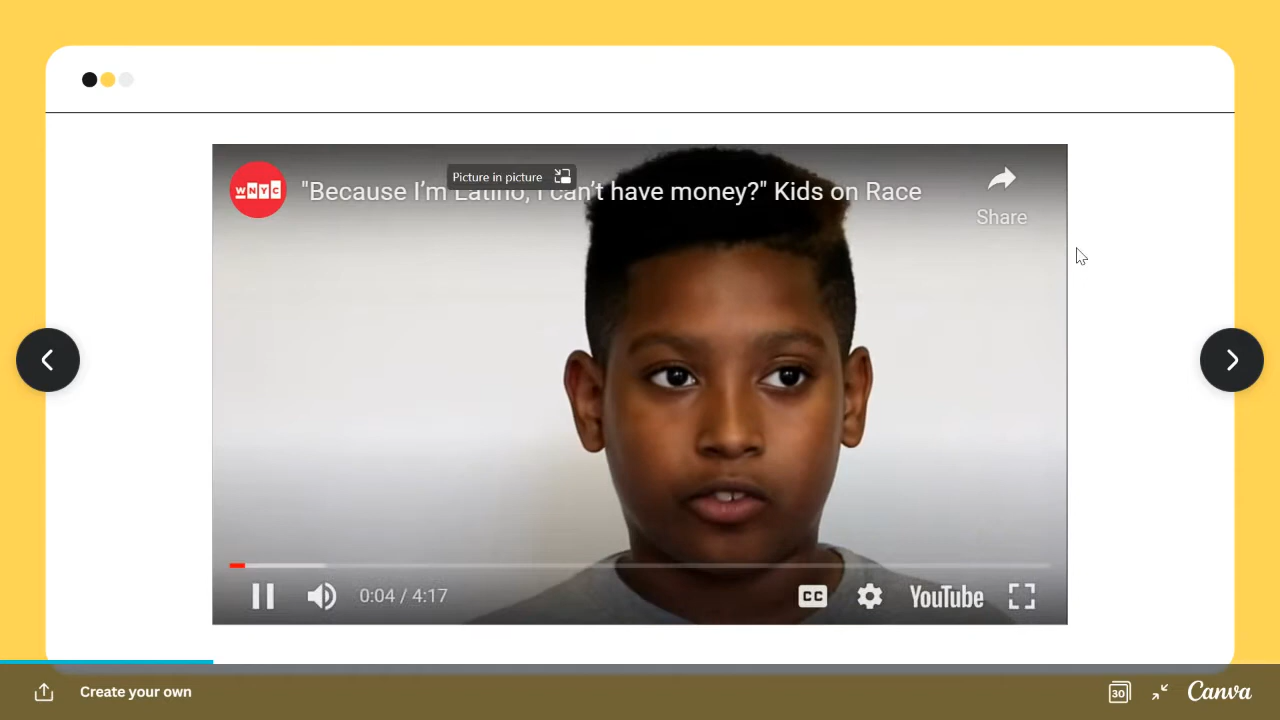 Picture in picture
WNYC
"Because I'm Latino, I can't have money?" Kids on Race
Share
0:04 / 4:17
CC
YouTube
Create your own
30
Canva